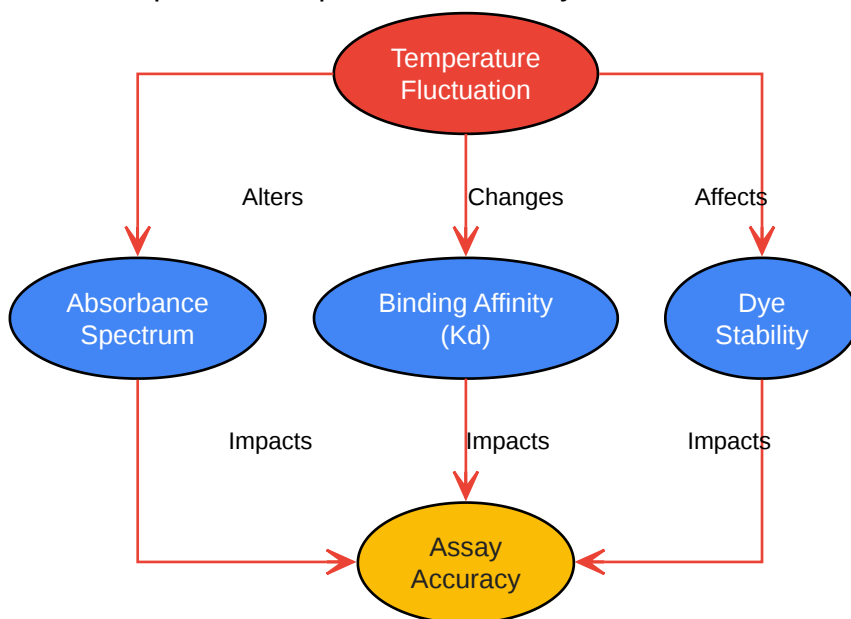 Temperature
Fluctuation
Alters
Changes
Affects
Absorbance
Spectrum
Binding Affinity
(Kd)
Dye
Stability
Impacts
Impacts
Impacts
Assay
Accuracy